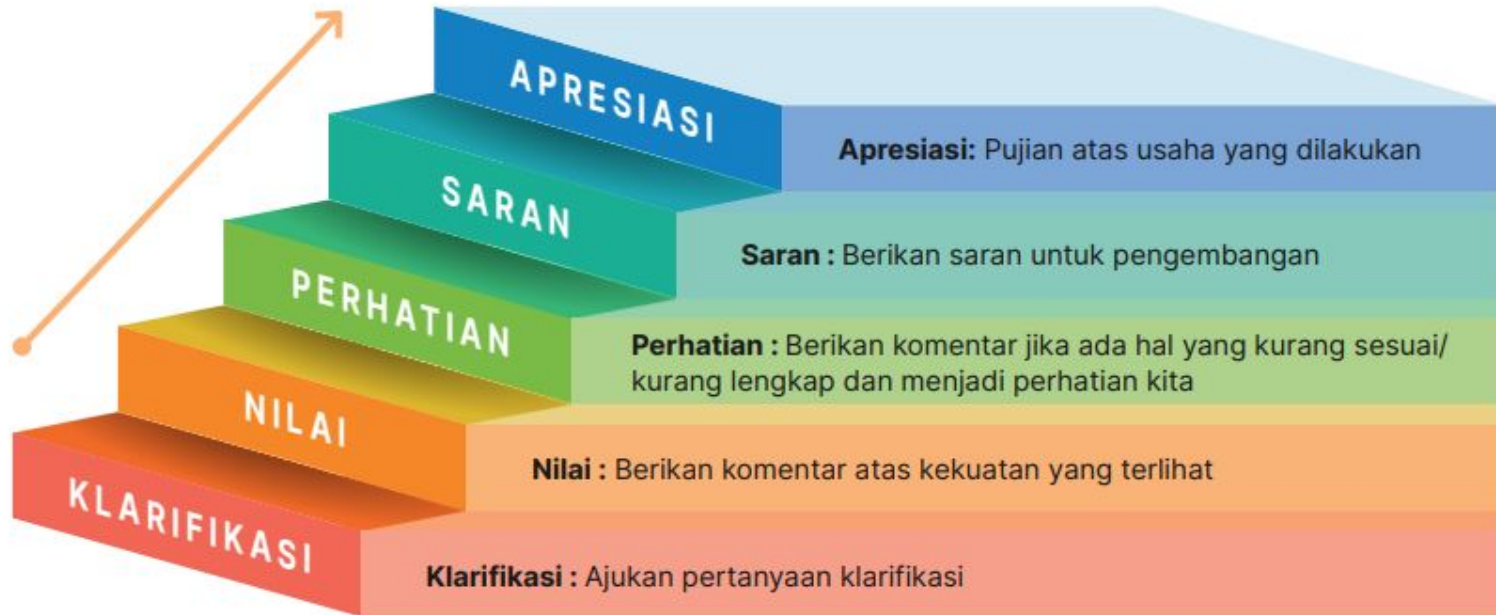 APRESIASI
Apresiasi: Pujian atas usaha yang dilakukan
SARAN
Saran : Berikan saran untuk pengembangan
PERHATIAN
Perhatian : Berikan komentar jika ada hal yang kurang sesuai/
kurang lengkap dan menjadi perhatian kita
NILAI
Nilai : Berikan komentar atas kekuatan yang terlihat
KLARIFIKASI
Klarifikasi : Ajukan pertanyaan klarifikasi